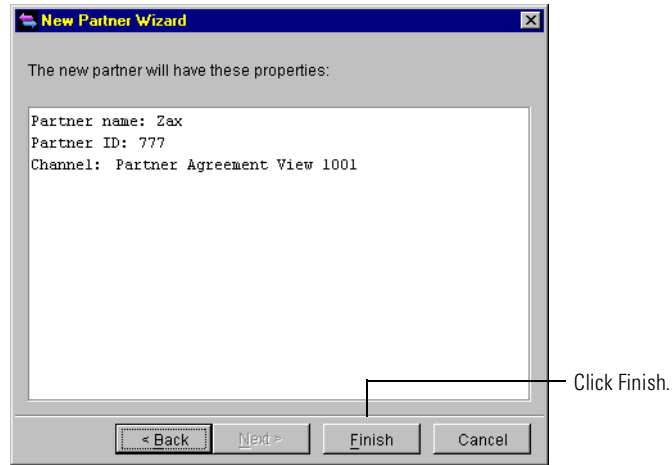 New Partner Wizard
The new partner will have these properties:
Partner name: Zax
Partner ID: 777
Channel: Partner Agreement View 1001
Click Finish.
< Back Next > Finish Cancel